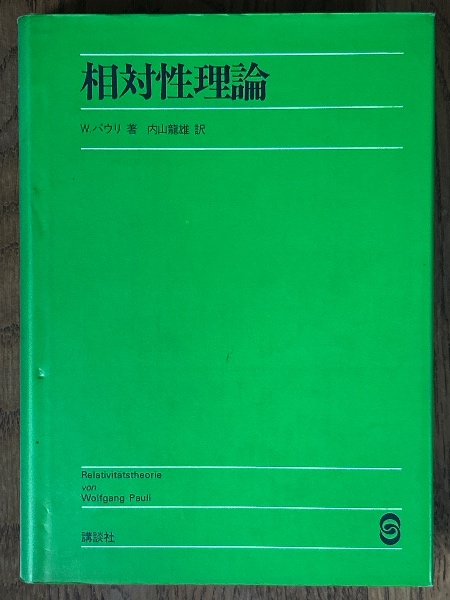 相対性理論
W.パウリ 著 内山龍雄 訳
Relativitätstheorie
von
Wolfgang Pauli
講談社